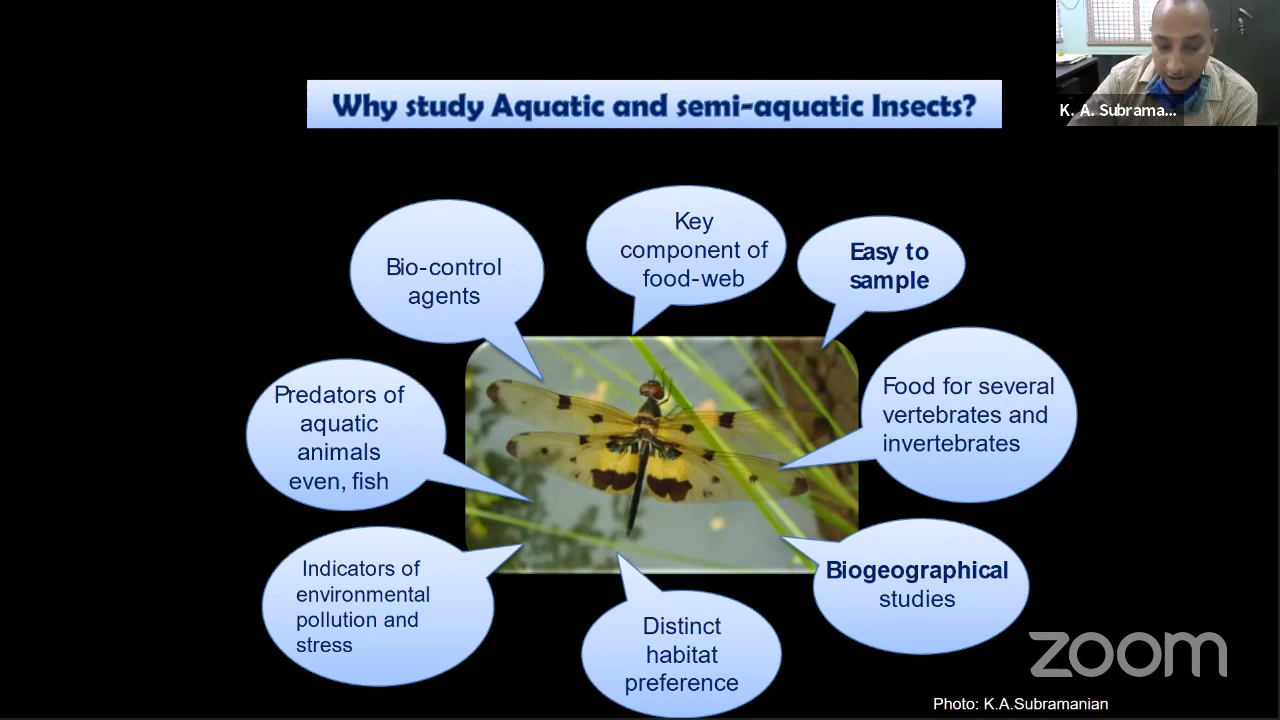 Why study Aquatic and semi-aquatic Insects?
K. A. Subrama...
Key
component of
food-web
Bio-control
agents
Easy to
sample
Predators of
aquatic
animals
even, fish
Food for several
vertebrates and
invertebrates
Indicators of
environmental
pollution and
stress
Distinct
habitat
preference
Biogeographical
studies
zoom
Photo: K.A.Subramanian